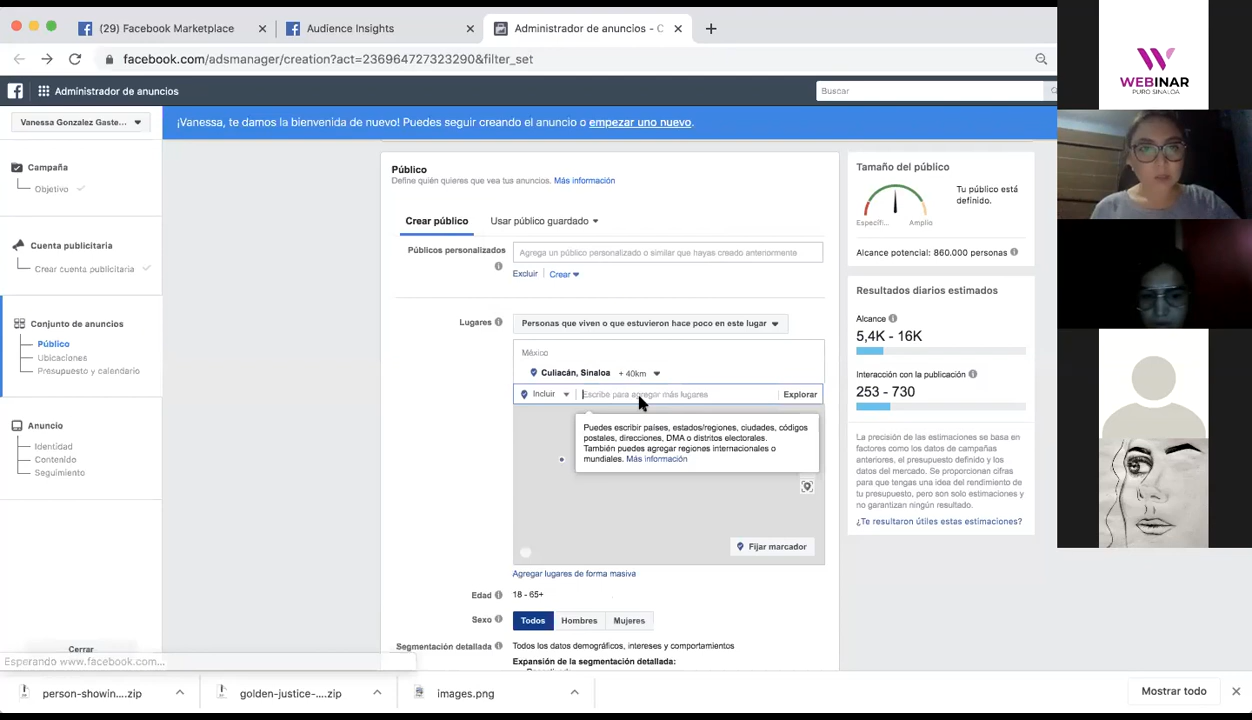 (29) Facebook Marketplace
Audience Insights
Administrador de anuncios - C
facebook.com/adsmanager/creation?act=236964727323290&filter_set
Administrador de anuncios
Buscar
Vanessa Gonzalez Gaste...
¡Vanessa, te damos la bienvenida de nuevo! Puedes seguir creando el anuncio o empezar uno nuevo.
Campaña
Objetivo
Cuenta publicitaria
Crear cuenta publicitaria
Conjunto de anuncios
Público
Ubicaciones
Presupuesto y calendario
Anuncio
Identidad
Contenido
Seguimiento
Cerrar
Esperando www.facebook.com...
Público
Define quién quieres que vea tus anuncios. Más información
Crear público
Usar público guardado
Públicos personalizados
Agrega un público personalizado o similar que hayas creado anteriormente
Excluir
Crear
Lugares
Personas que viven o que estuvieron hace poco en este lugar
México
Culiacán, Sinaloa + 40km
Incluir
Escribe para agregar más lugares
Explorar
Puedes escribir países, estados/regiones, ciudades, códigos
postales, direcciones, DMA o distritos electorales.
También puedes agregar regiones internacionales o
mundiales. Más información
Fijar marcador
Agregar lugares de forma masiva
Edad
18 - 65+
Sexo
Todos
Hombres
Mujeres
Segmentación detallada
Todos los datos demográficos, intereses y comportamientos
Expansión de la segmentación detallada:
Tamaño del público
Tu público está
definido.
Específi...
Amplio
Alcance potencial: 860.000 personas
Resultados diarios estimados
Alcance
5,4K - 16K
Interacción con la publicación
253 - 730
La precisión de las estimaciones se basa en
factores como los datos de campañas
anteriores, el presupuesto definido y los
datos del mercado. Se proporcionan cifras
para que tengas una idea del rendimiento de
tu presupuesto, pero son solo estimaciones y
no garantizan ningún resultado.
¿Te resultaron útiles estas estimaciones?
WEBINAR
PURO SINALOA
person-showin....zip
golden-justice-....zip
images.png
Mostrar todo